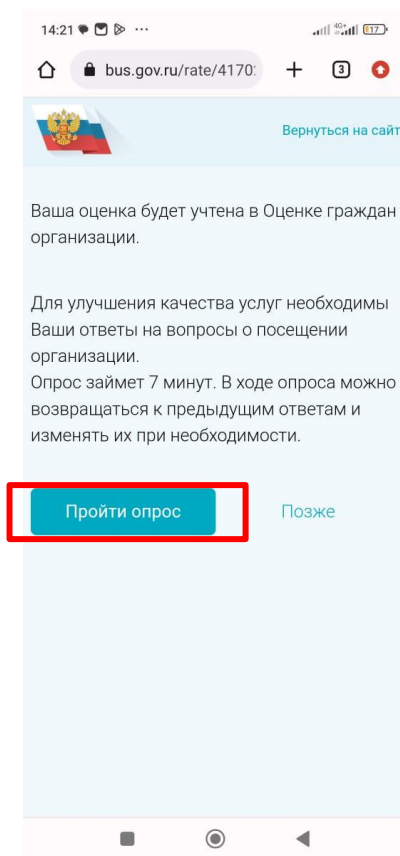 14:21
4G+
17
bus.gov.ru/rate/4170
3
Вернуться на сайт
Ваша оценка будет учтена в Оценке граждан
организации.
Для улучшения качества услуг необходимы
Ваши ответы на вопросы о посещении
организации.
Опрос займет 7 минут. В ходе опроса можно
возвращаться к предыдущим ответам и
изменять их при необходимости.
Пройти опрос
Позже